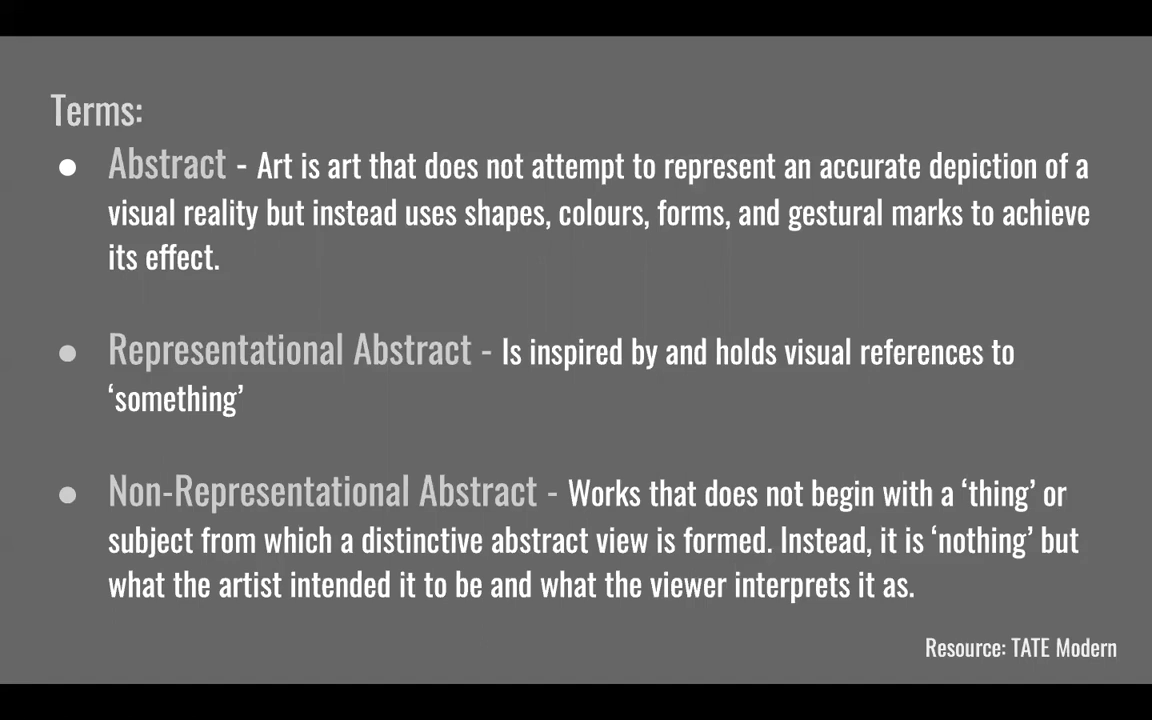 Terms:
● Abstract - Art is art that does not attempt to represent an accurate depiction of a
visual reality but instead uses shapes, colours, forms, and gestural marks to achieve
its effect.
● Representational Abstract - Is inspired by and holds visual references to
‘something’
● Non-Representational Abstract - Works that does not begin with a ‘thing’ or
subject from which a distinctive abstract view is formed. Instead, it is ‘nothing’ but
what the artist intended it to be and what the viewer interprets it as.
Resource: TATE Modern